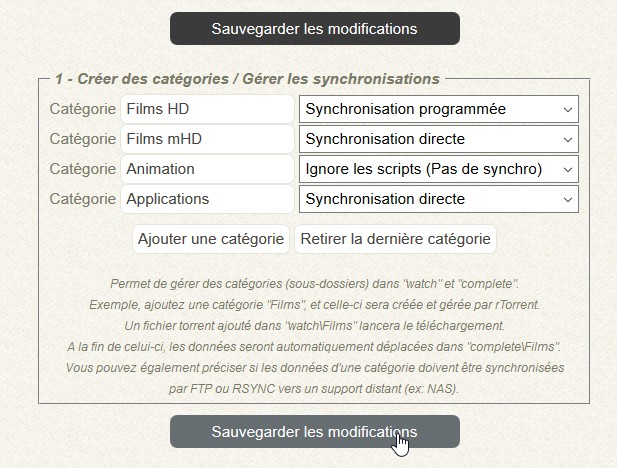 Sauvegarder les modifications
1 - Créer des catégories / Gérer les synchronisations
Catégorie Films HD Synchronisation programmée
Catégorie Films mHD Synchronisation directe
Catégorie Animation Ignore les scripts (Pas de synchro)
Catégorie Applications Synchronisation directe
Ajouter une catégorie Retirer la dernière catégorie
Permet de gérer des catégories (sous-dossiers) dans "watch" et "complete".
Exemple, ajoutez une catégorie "Films", et celle-ci sera créée et gérée par rTorrent.
Un fichier torrent ajouté dans "watch\Films" lancera le téléchargement.
A la fin de celui-ci, les données seront automatiquement déplacées dans "complete\Films".
Vous pouvez également préciser si les données d'une catégorie doivent être synchronisées
par FTP ou RSYNC vers un support distant (ex: NAS).
Sauvegarder les modifications